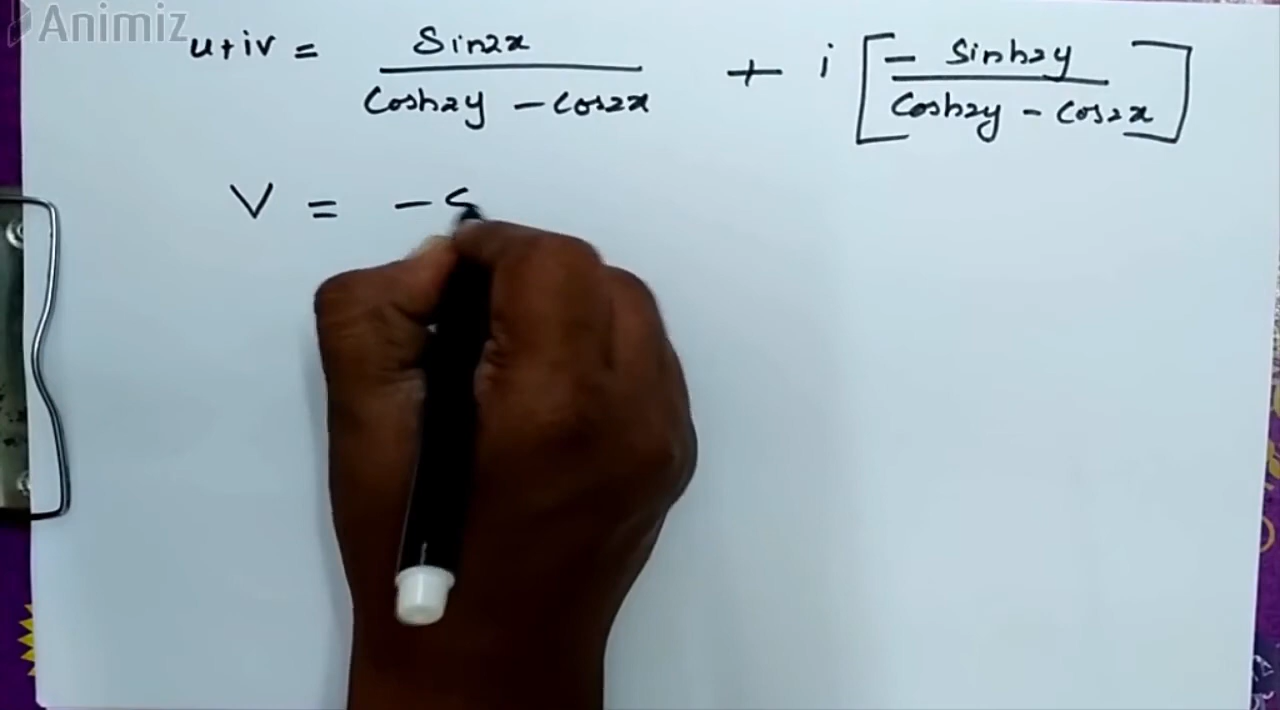 Animiz
u+iv = sin2x / (cosh2y - cos2x) + i [ - sinh2y / (cosh2y - cos2x) ]
V = - s